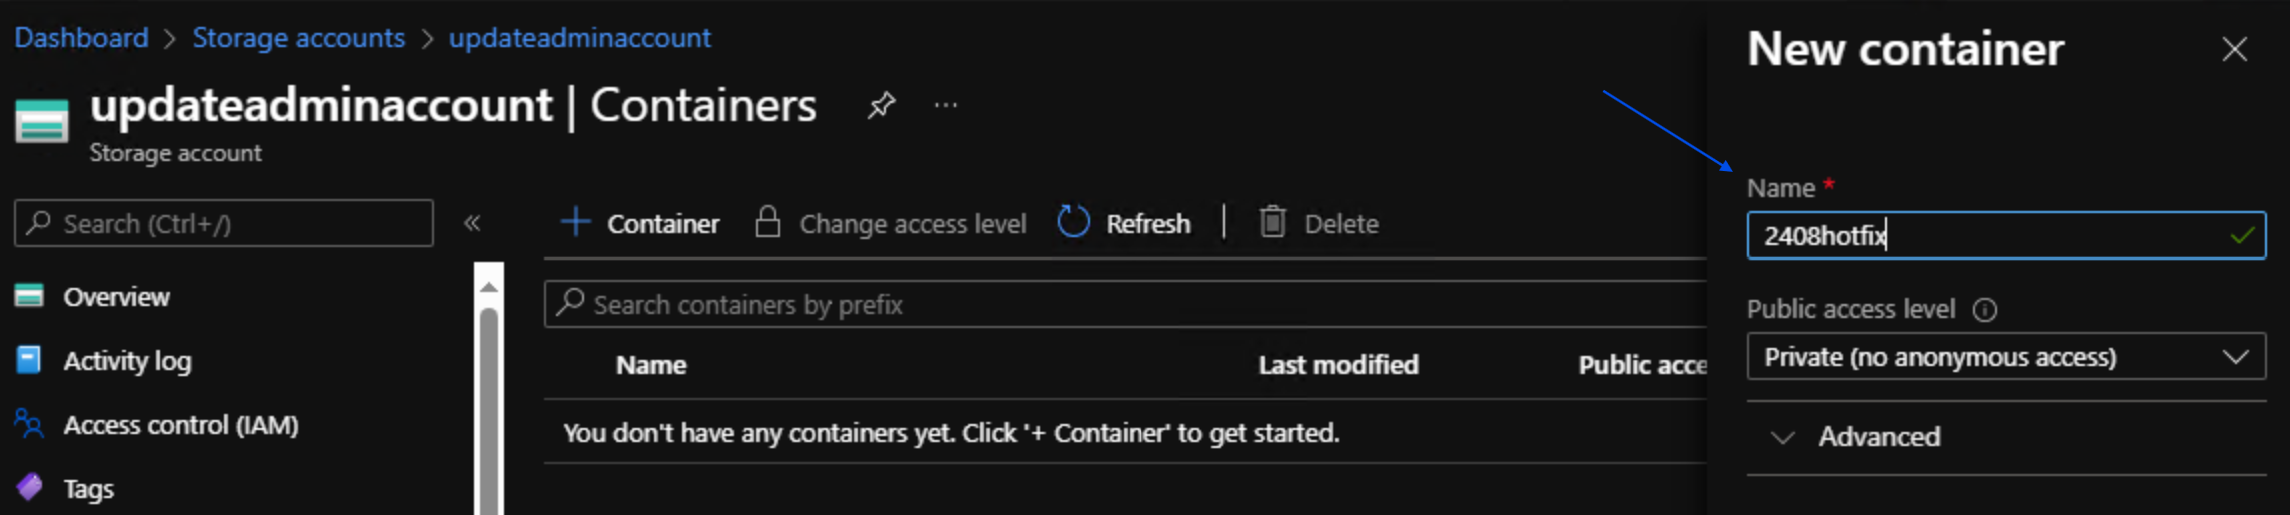 Dashboard > Storage accounts > updateadminaccount
updateadminaccount | Containers
Storage account
Search (Ctrl+/)
Overview
Activity log
Access control (IAM)
Tags
Container Change access level Refresh | Delete
Search containers by prefix
Name Last modified Public acce
You don't have any containers yet. Click '+ Container' to get started.
New container
Name *
2408hotfix
Public access level
Private (no anonymous access)
Advanced